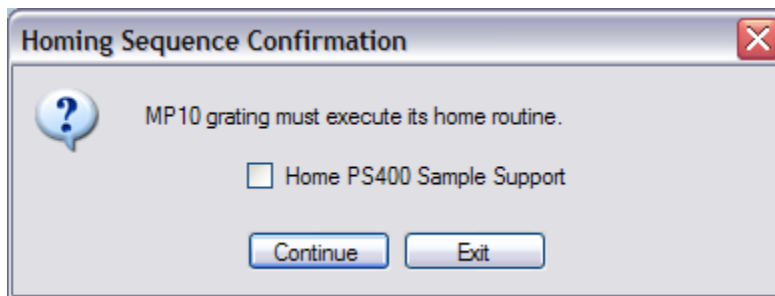 Homing Sequence Confirmation
MP10 grating must execute its home routine.
Home PS400 Sample Support
Continue Exit